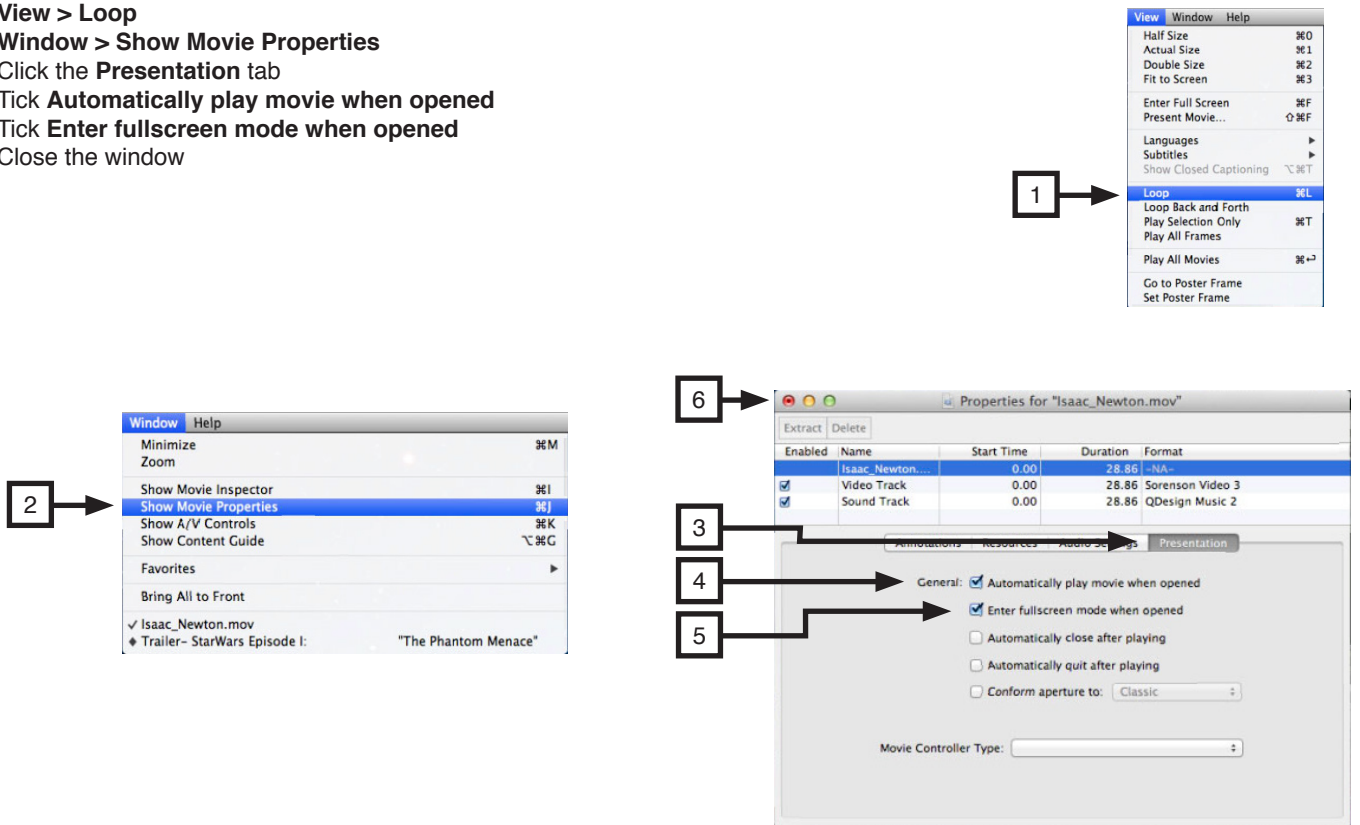 View > Loop
Window > Show Movie Properties
Click the Presentation tab
Tick Automatically play movie when opened
Tick Enter fullscreen mode when opened
Close the window
View Window Help
Half Size ⌘0
Actual Size ⌘1
Double Size ⌘2
Fit to Screen ⌘3
Enter Full Screen ⌘F
Present Movie... ⇧⌘F
Languages ▶
Subtitles ▶
Show Closed Captioning ⌥⌘T
1
Loop ⌘L
Loop Back and Forth
Play Selection Only ⌘T
Play All Frames
Play All Movies ⌘↩
Go to Poster Frame
Set Poster Frame
Window Help
Minimize ⌘M
Zoom
Show Movie Inspector ⌘I
2
Show Movie Properties ⌘J
Show A/V Controls ⌘K
Show Content Guide ⌥⌘G
Favorites ▶
Bring All to Front
✓ Isaac_Newton.mov
◆ Trailer- StarWars Episode I: "The Phantom Menace"
6
Properties for "Isaac_Newton.mov"
Extract Delete
Enabled Name Start Time Duration Format
Isaac_Newton.... 0.00 28.86 -NA-
Video Track 0.00 28.86 Sorenson Video 3
Sound Track 0.00 28.86 QDesign Music 2
3
Annotations Resources Audio Settings Presentation
4
General: Automatically play movie when opened
5
Enter fullscreen mode when opened
Automatically close after playing
Automatically quit after playing
Conform aperture to: Classic
Movie Controller Type: